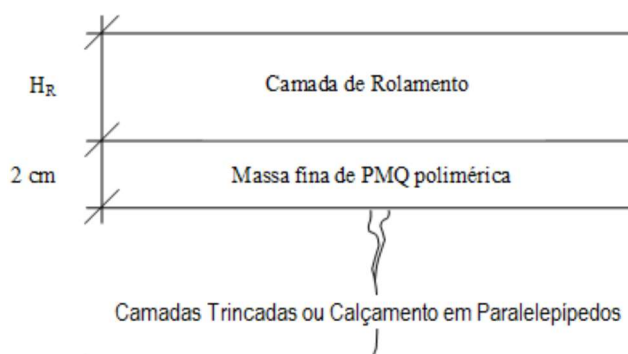 H_R
Camada de Rolamento
2 cm
Massa fina de PMQ polimérica
Camadas Trincadas ou Calçamento em Paralelepípedos